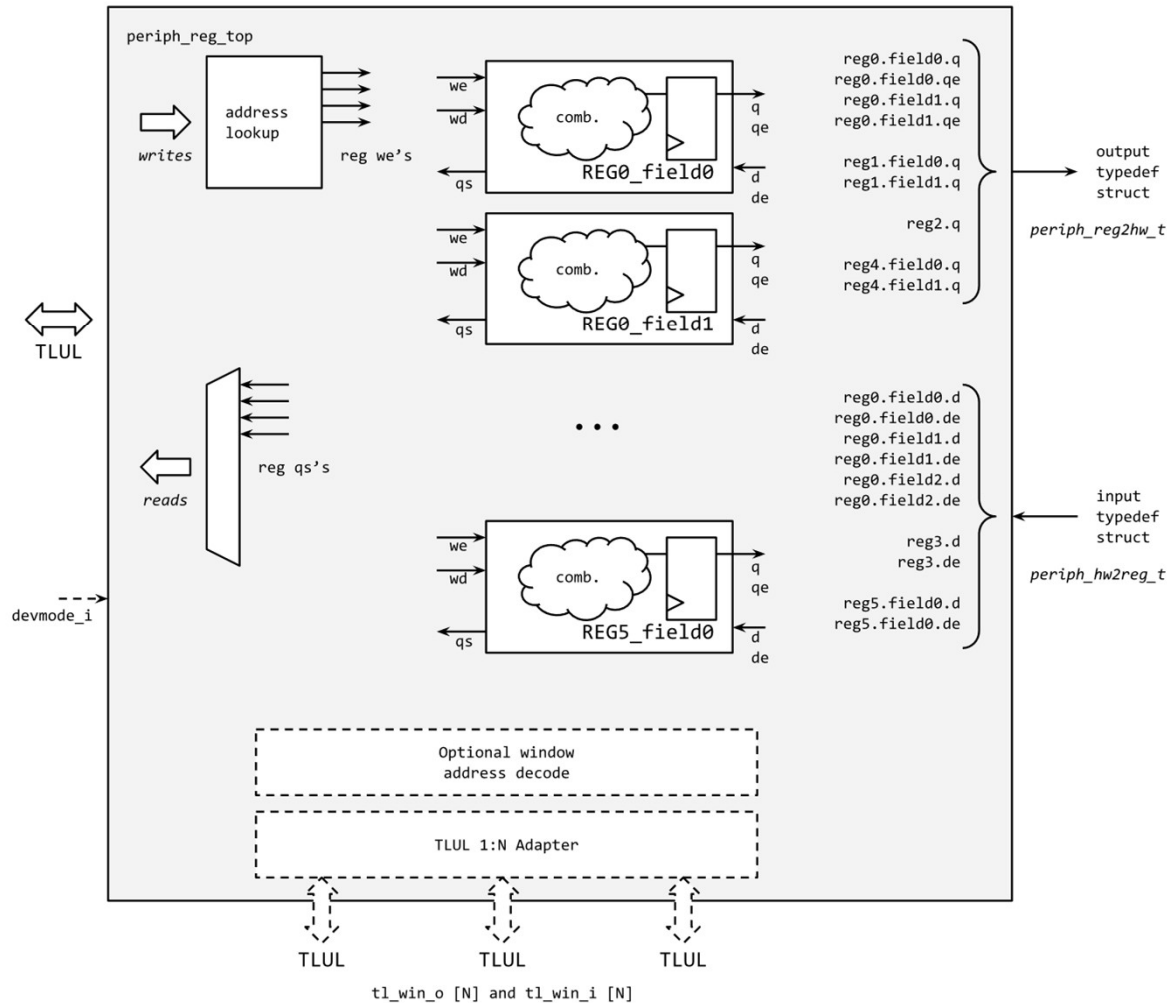 periph_reg_top
address
lookup
writes
reg we's
we
wd
qs
comb.
REG0_field0
q
qe
d
de
we
wd
qs
comb.
REG0_field1
q
qe
d
de
reg0.field0.q
reg0.field0.qe
reg0.field1.q
reg0.field1.qe
reg1.field0.q
reg1.field1.q
reg2.q
reg4.field0.q
reg4.field1.q
output
typedef
struct
periph_reg2hw_t
TLUL
reads
reg qs's
...
reg0.field0.d
reg0.field0.de
reg0.field1.d
reg0.field1.de
reg0.field2.d
reg0.field2.de
reg3.d
reg3.de
reg5.field0.d
reg5.field0.de
input
typedef
struct
periph_hw2reg_t
we
wd
qs
comb.
REG5_field0
q
qe
d
de
devmode_i
Optional window
address decode
TLUL 1:N Adapter
TLUL
TLUL
TLUL
tl_win_o [N] and tl_win_i [N]